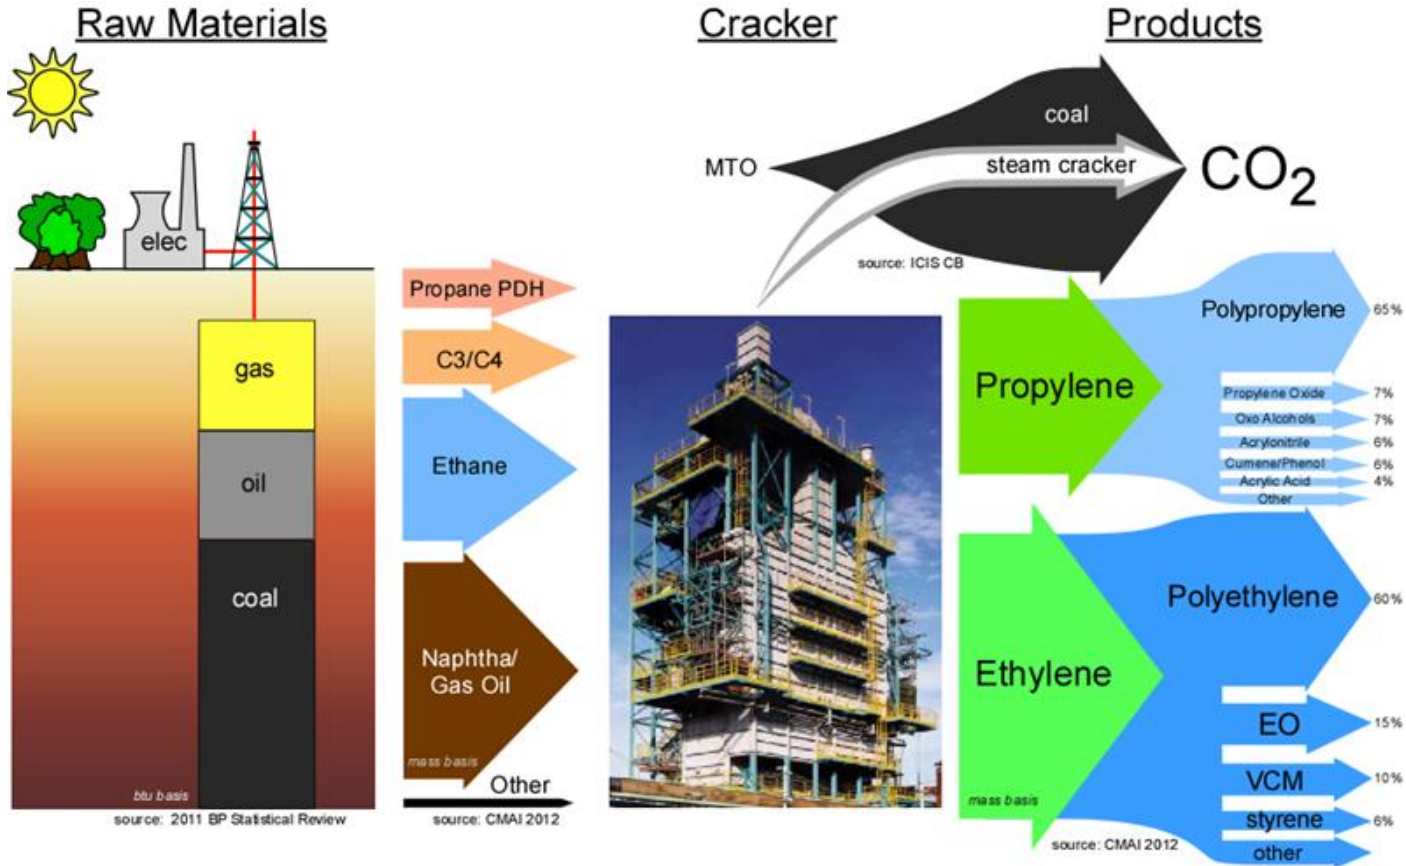 Raw Materials
Cracker
Products
coal
MTO
steam cracker
CO2
source: ICIS CB
elec
gas
oil
coal
btu basis
source: 2011 BP Statistical Review
Propane PDH
C3/C4
Ethane
Naphtha/
Gas Oil
mass basis
Other
source: CMAI 2012
Propylene
Polypropylene
65%
Propylene Oxide
7%
Oxo Alcohols
7%
Acrylonitrile
6%
Cumene/Phenol
6%
Acrylic Acid
4%
Other
Ethylene
mass basis
Polyethylene
60%
EO
15%
VCM
10%
styrene
6%
other
source: CMAI 2012